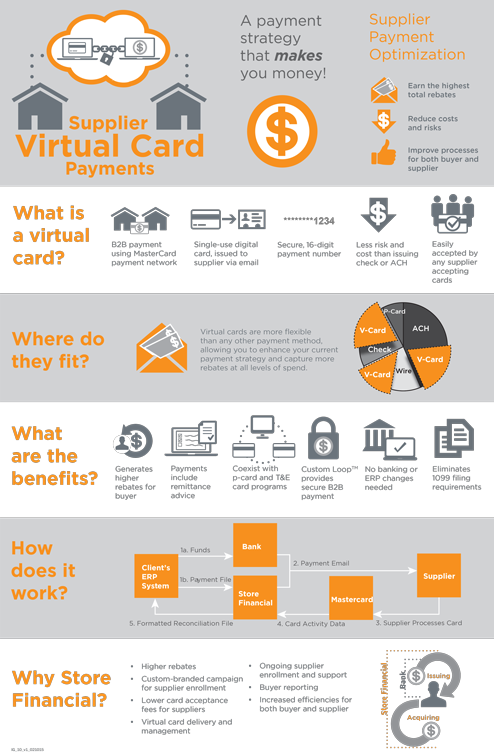 Supplier
Virtual Card
Payments
A payment
strategy
that makes
you money!
Supplier
Payment
Optimization
Earn the highest
total rebates
Reduce costs
and risks
Improve processes
for both buyer and
supplier
What is
a virtual
card?
B2B payment
using MasterCard
payment network
Single-use digital
card, issued to
supplier via email
********1234
Secure, 16-digit
payment number
Less risk and
cost than issuing
check or ACH
Easily
accepted by
any supplier
accepting
cards
Where do
they fit?
Virtual cards are more flexible
than any other payment method,
allowing you to enhance your current
payment strategy and capture more
rebates at all levels of spend.
P-Card
V-Card
ACH
Check
V-Card
V-Card
Wire
What
are the
benefits?
Generates
higher
rebates for
buyer
Payments
include
remittance
advice
Coexist with
p-card and T&E
card programs
Custom Loop™
provides
secure B2B
payment
No banking or
ERP changes
needed
Eliminates
1099 filing
requirements
How
does it
work?
Client's
ERP
System
1a. Funds
Bank
1b. Payment File
Store
Financial
2. Payment Email
Mastercard
Supplier
5. Formatted Reconciliation File
4. Card Activity Data
3. Supplier Processes Card
Why Store
Financial?
• Higher rebates
• Custom-branded campaign
for supplier enrollment
• Lower card acceptance
fees for suppliers
• Virtual card delivery and
management
• Ongoing supplier
enrollment and support
• Buyer reporting
• Increased efficiencies for
both buyer and supplier
Store Financial
Bank
Issuing
Acquiring